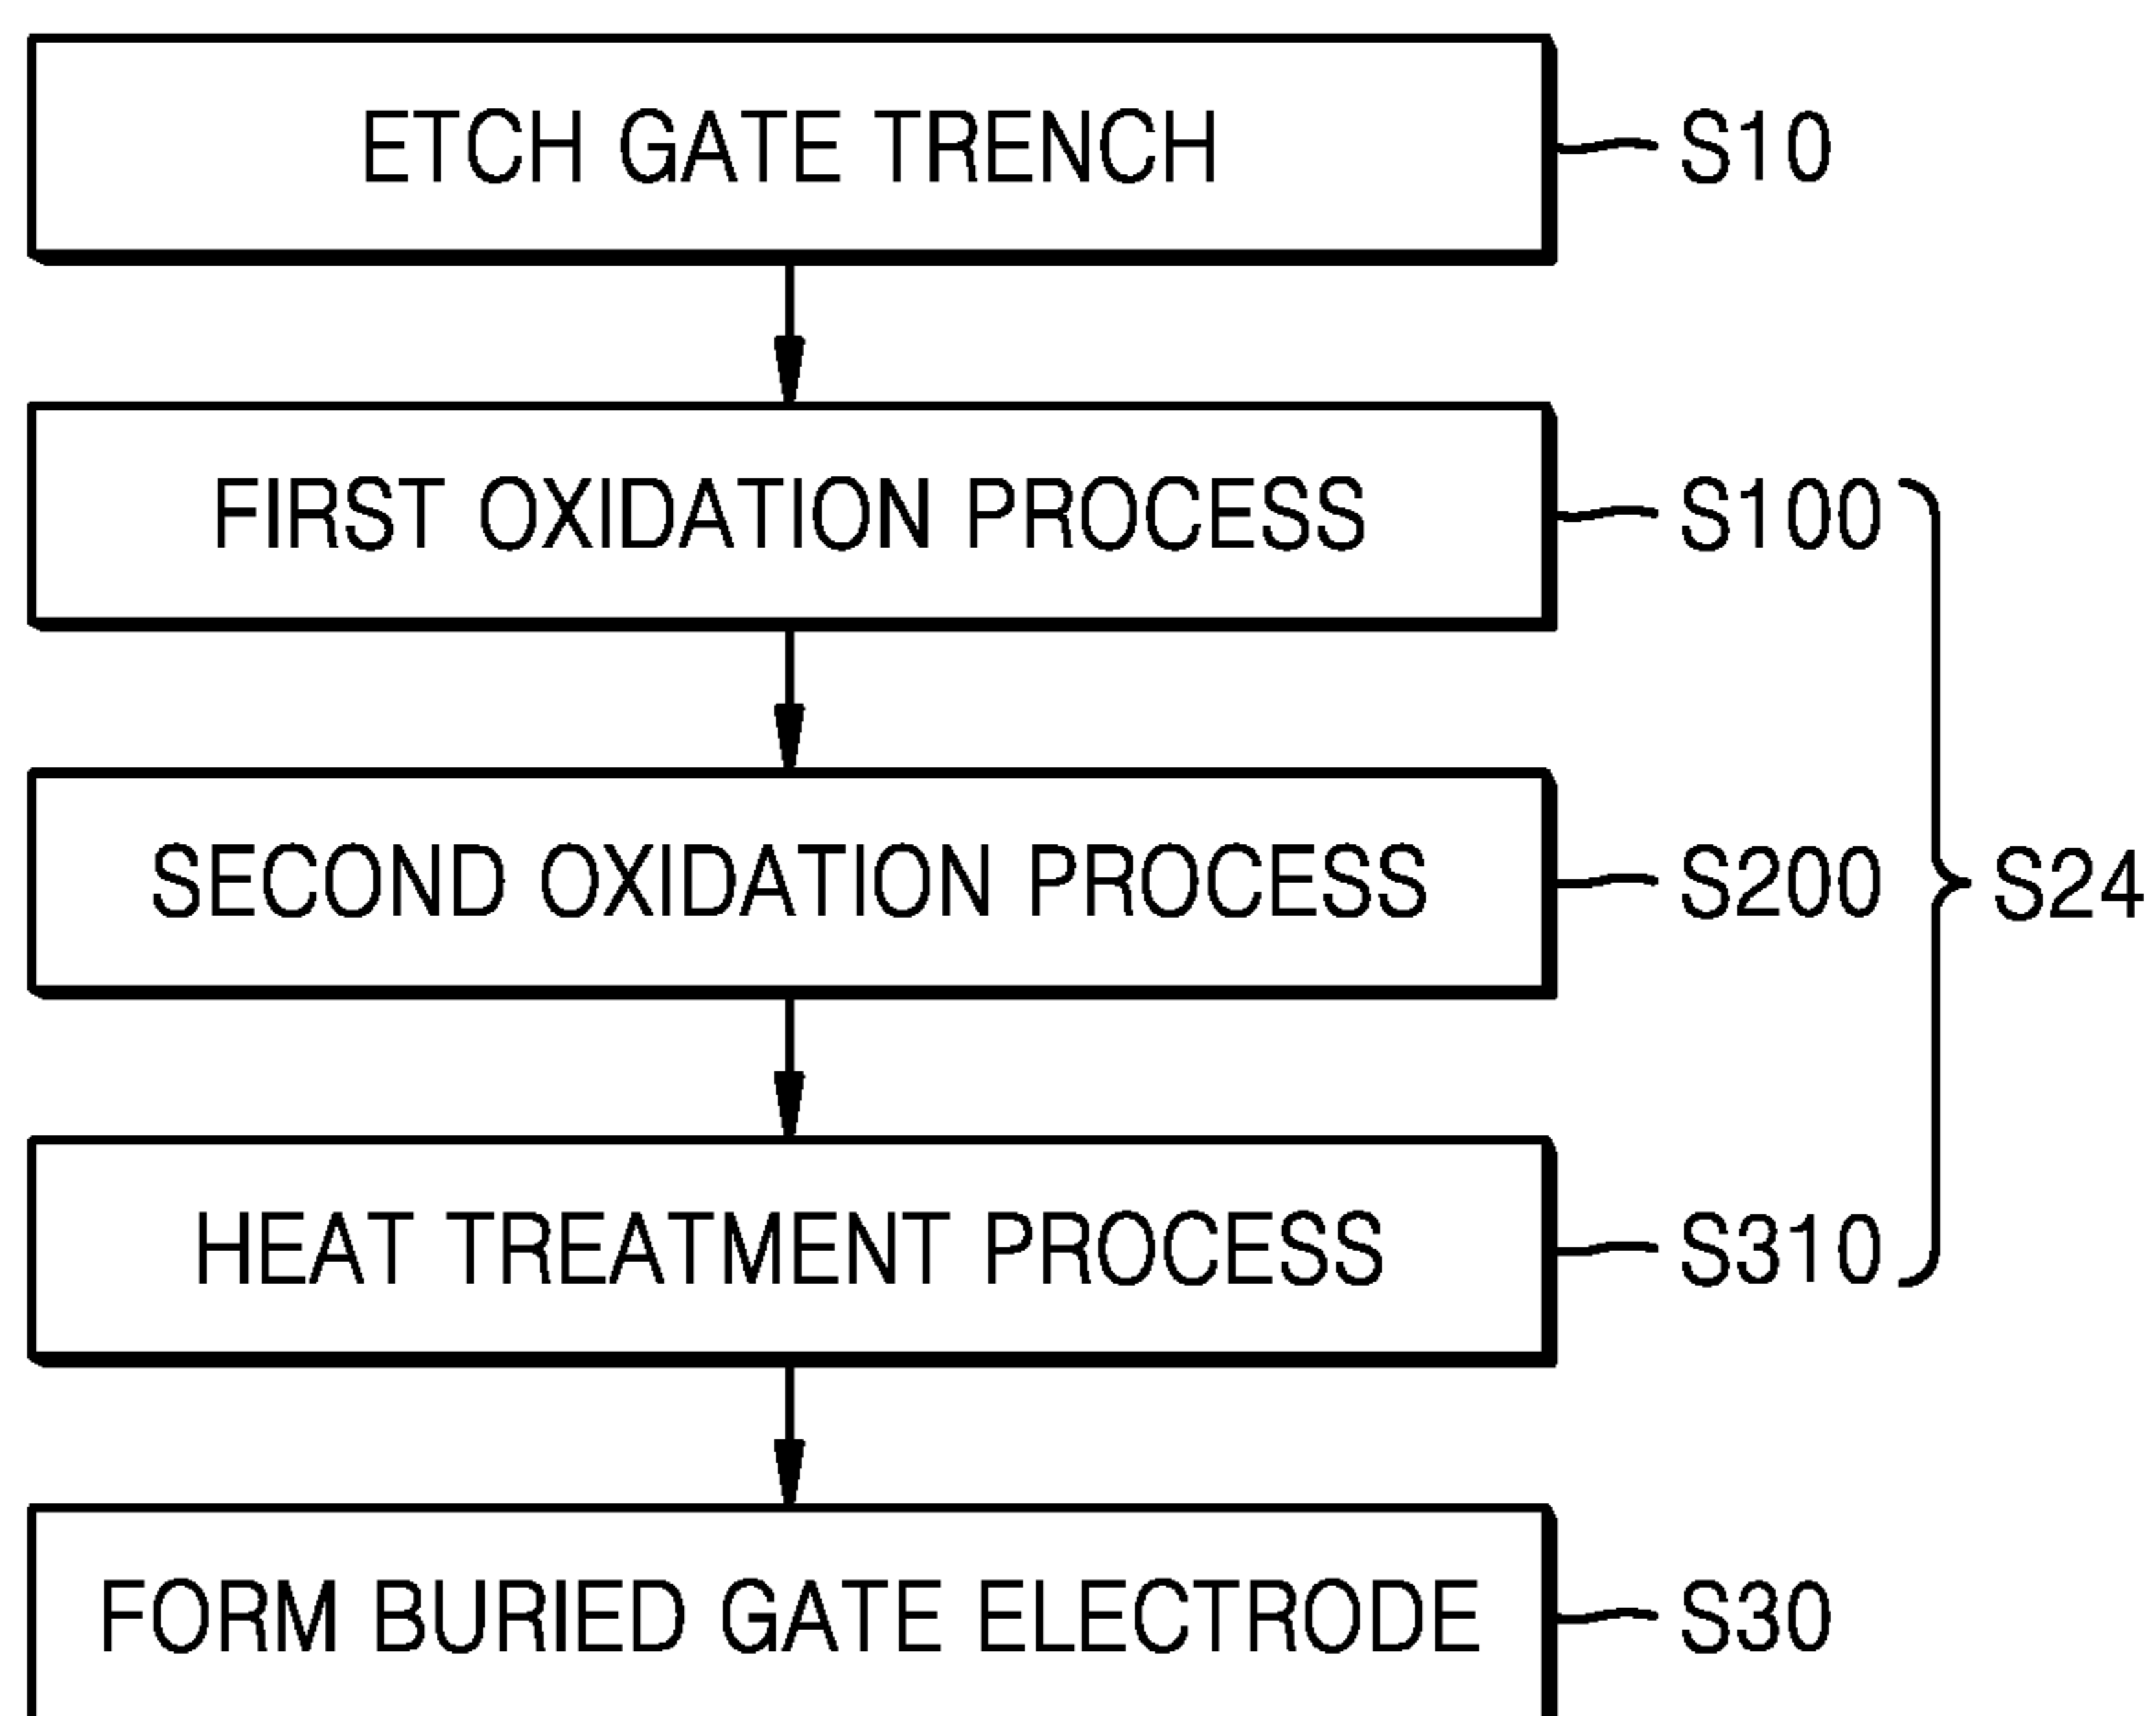 ETCH GATE TRENCH S10
FIRST OXIDATION PROCESS S100
SECOND OXIDATION PROCESS S200 S24
HEAT TREATMENT PROCESS S310
FORM BURIED GATE ELECTRODE S30